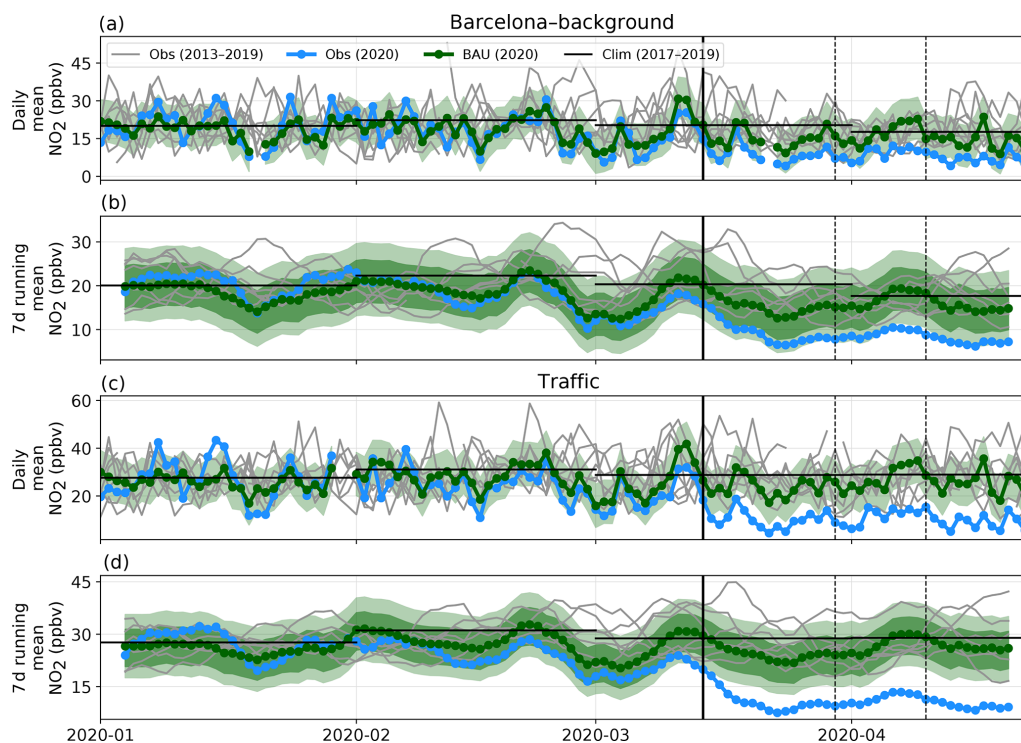 (a)
Barcelona–background
Obs (2013–2019)
Obs (2020)
BAU (2020)
Clim (2017–2019)
Daily
mean
NO₂ (ppbv)
45
30
15
0
(b)
7d running
mean
NO₂ (ppbv)
30
20
10
(c)
Traffic
Daily
mean
NO₂ (ppbv)
60
40
20
(d)
7d running
mean
NO₂ (ppbv)
45
30
15
2020-01
2020-02
2020-03
2020-04